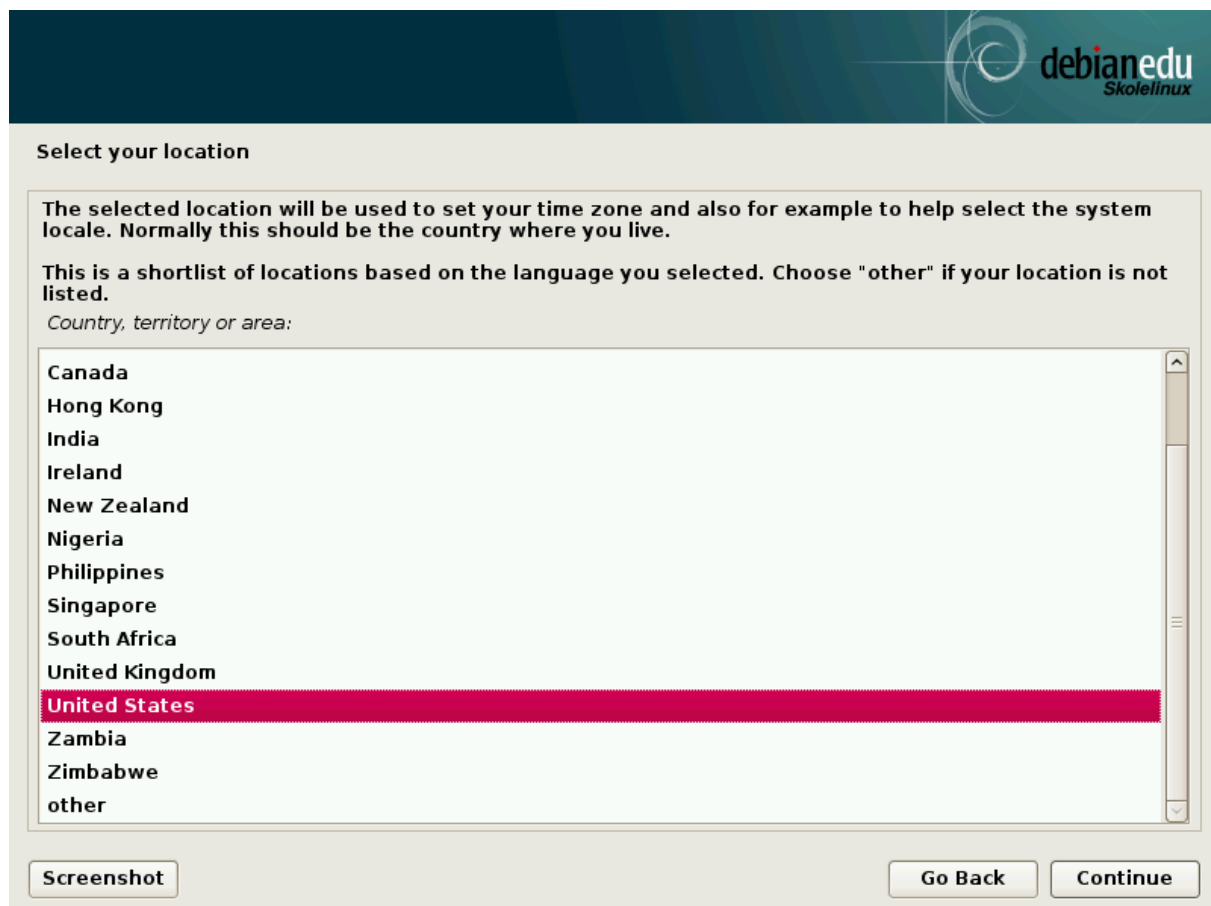 debianedu
Skolelinux
Select your location
The selected location will be used to set your time zone and also for example to help select the system
locale. Normally this should be the country where you live.
This is a shortlist of locations based on the language you selected. Choose "other" if your location is not
listed.
Country, territory or area:
Canada
Hong Kong
India
Ireland
New Zealand
Nigeria
Philippines
Singapore
South Africa
United Kingdom
United States
Zambia
Zimbabwe
other
Screenshot
Go Back
Continue